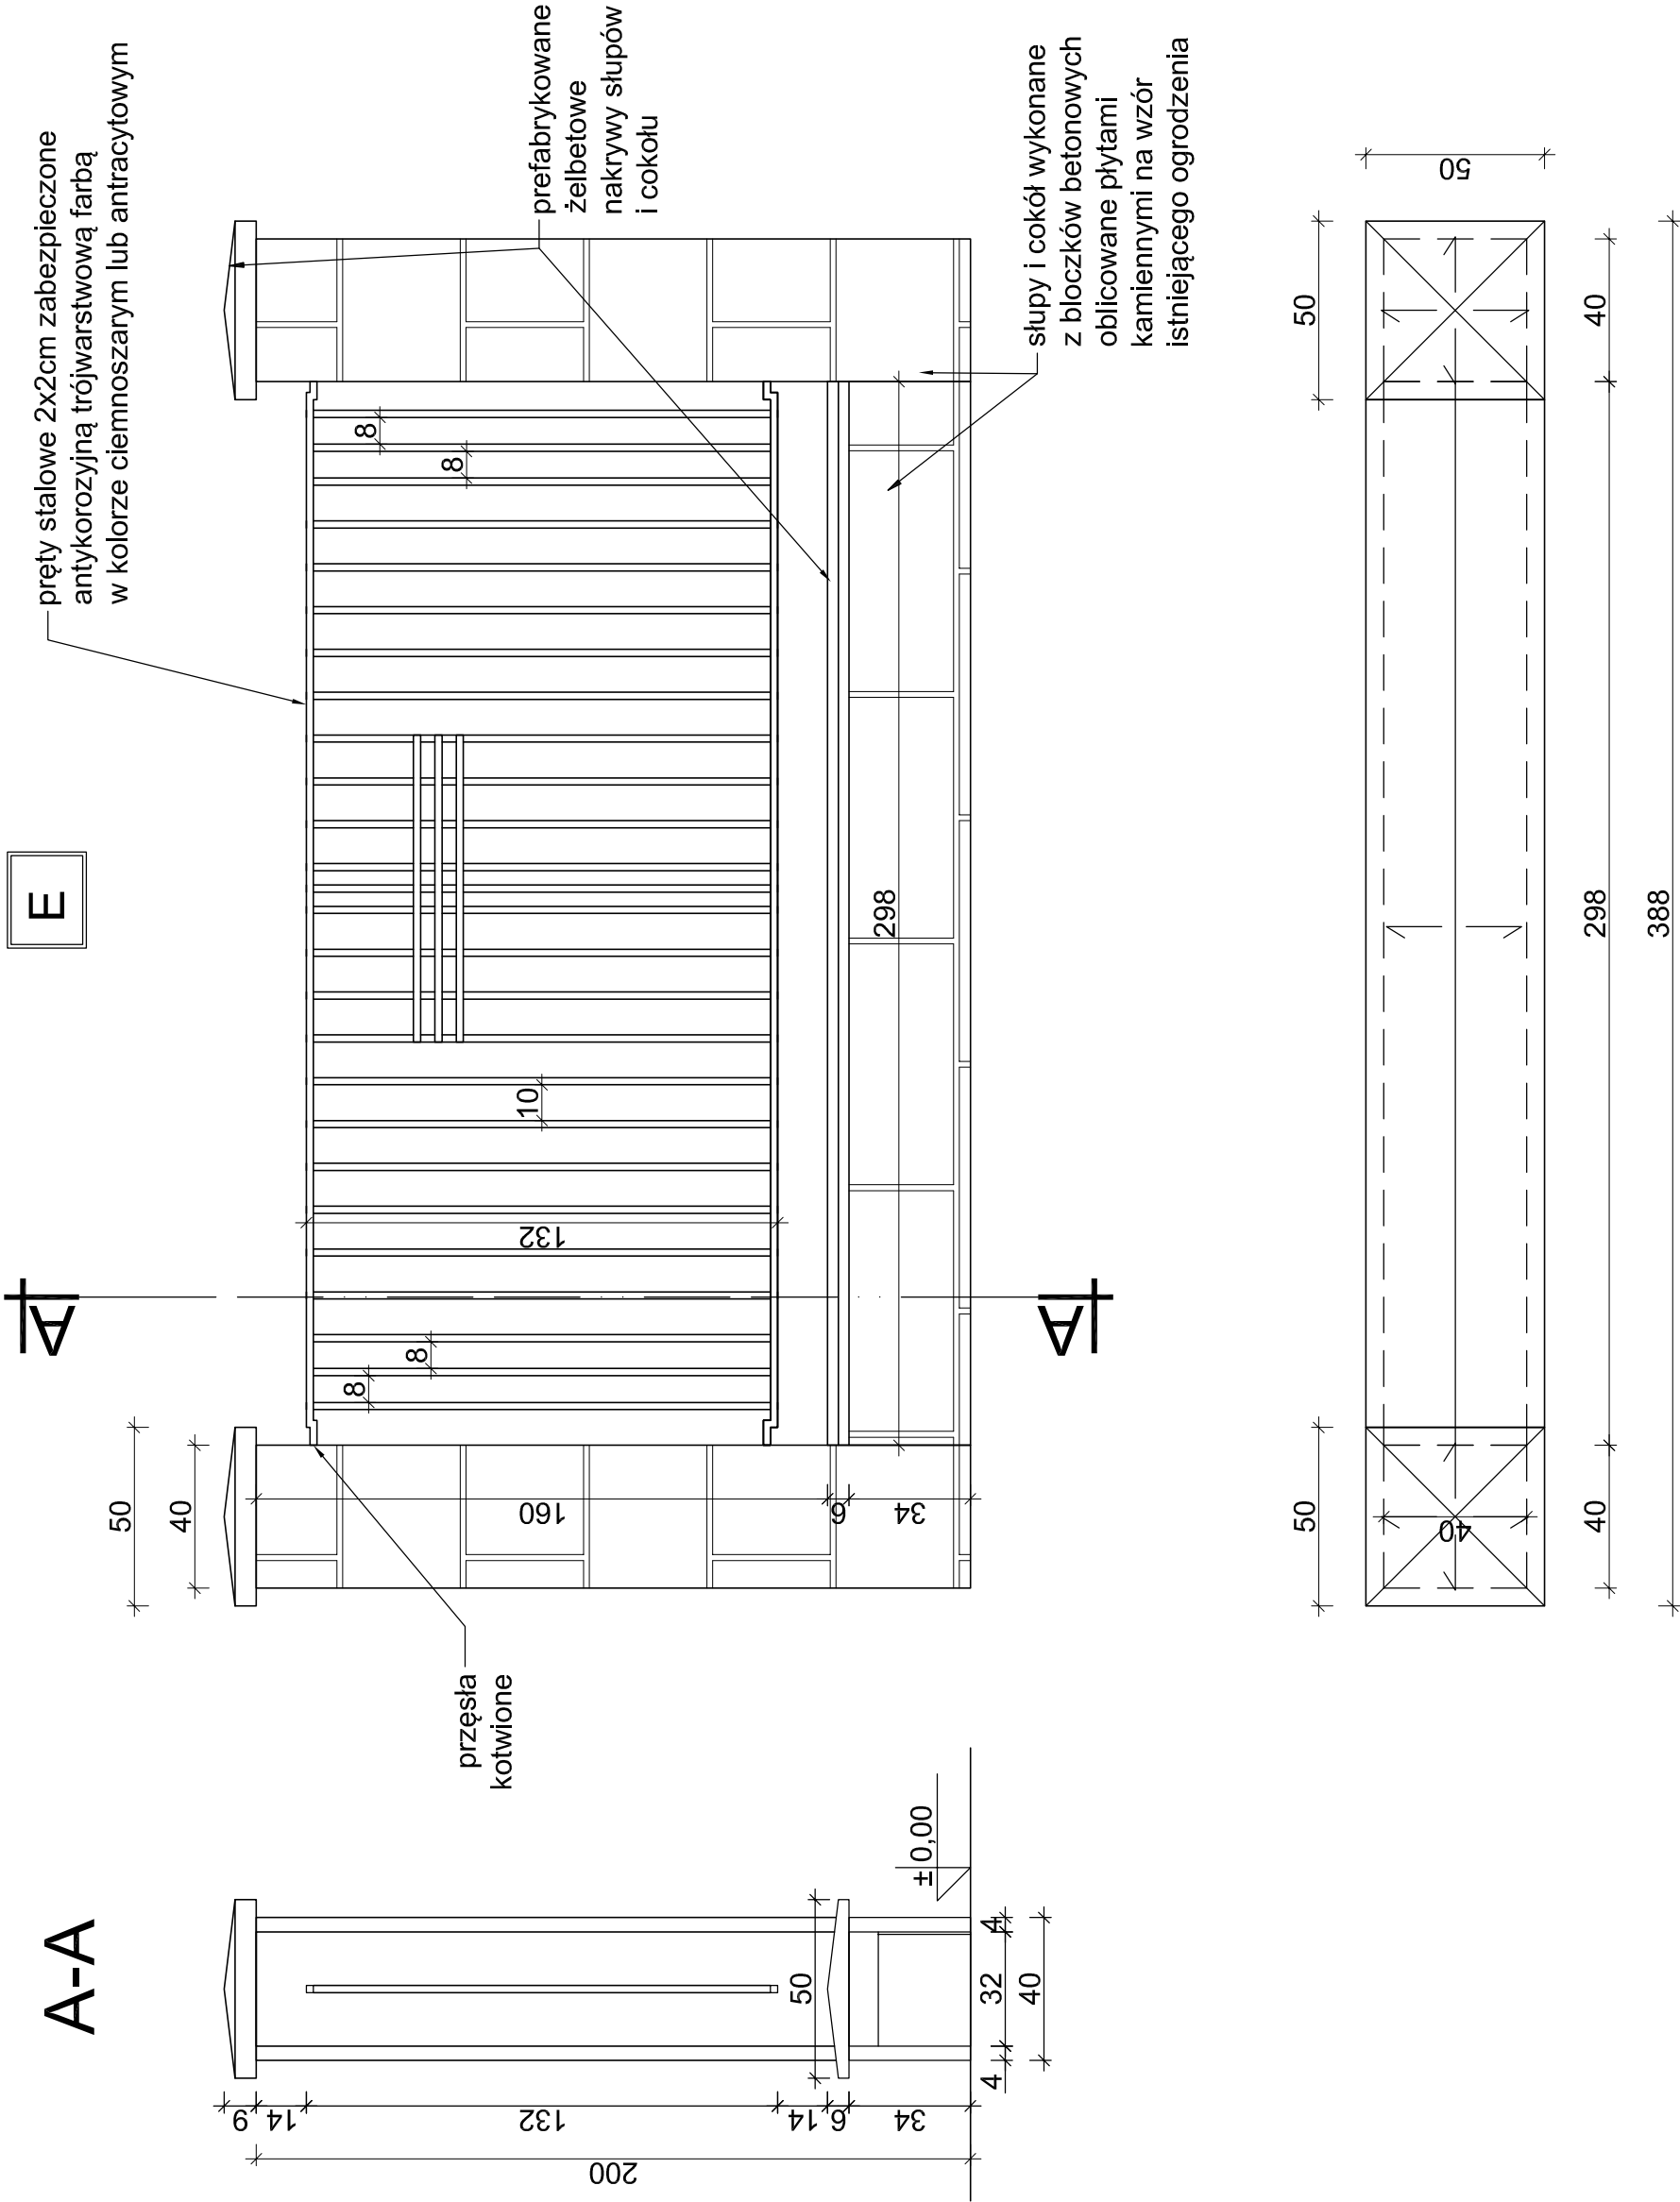 E
pręty stalowe 2x2cm zabezpieczone
antykorozyjną trójwarstwową farbą
w kolorze ciemnoszarym lub antracytowym
prefabrykowane
żelbetowe
nakrywy słupów
i cokołu
słupy i cokół wykonane
z bloczków betonowych
oblicowane płytami
kamiennymi na wzór
istniejącego ogrodzenia
przęsła
kotwione
A
A
50
40
8
8
132
10
8
8
298
160
6
34
A-A
9
14
132
14
6
34
200
50
± 0,00
4
32
4
40
50
50
50
40
40
298
40
388